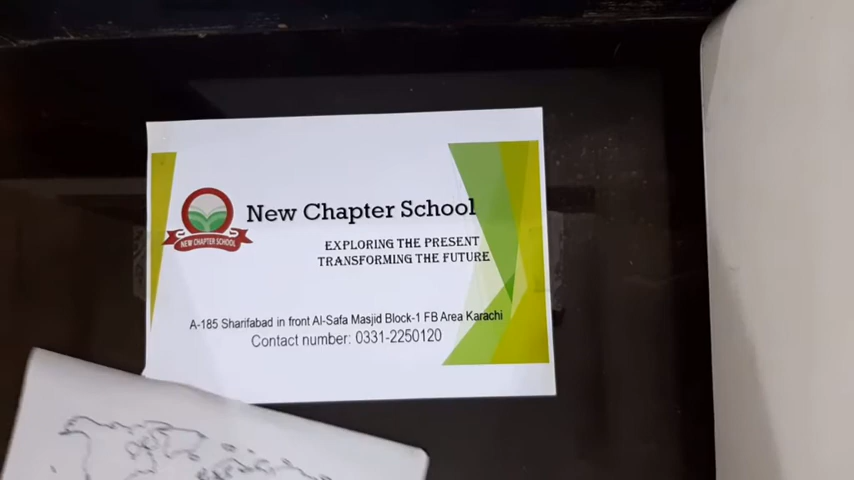 New Chapter School
NEW CHAPTER SCHOOL
EXPLORING THE PRESENT
TRANSFORMING THE FUTURE
A-185 Sharifabad in front Al-Safa Masjid Block-1 FB Area Karachi
Contact number: 0331-2250120